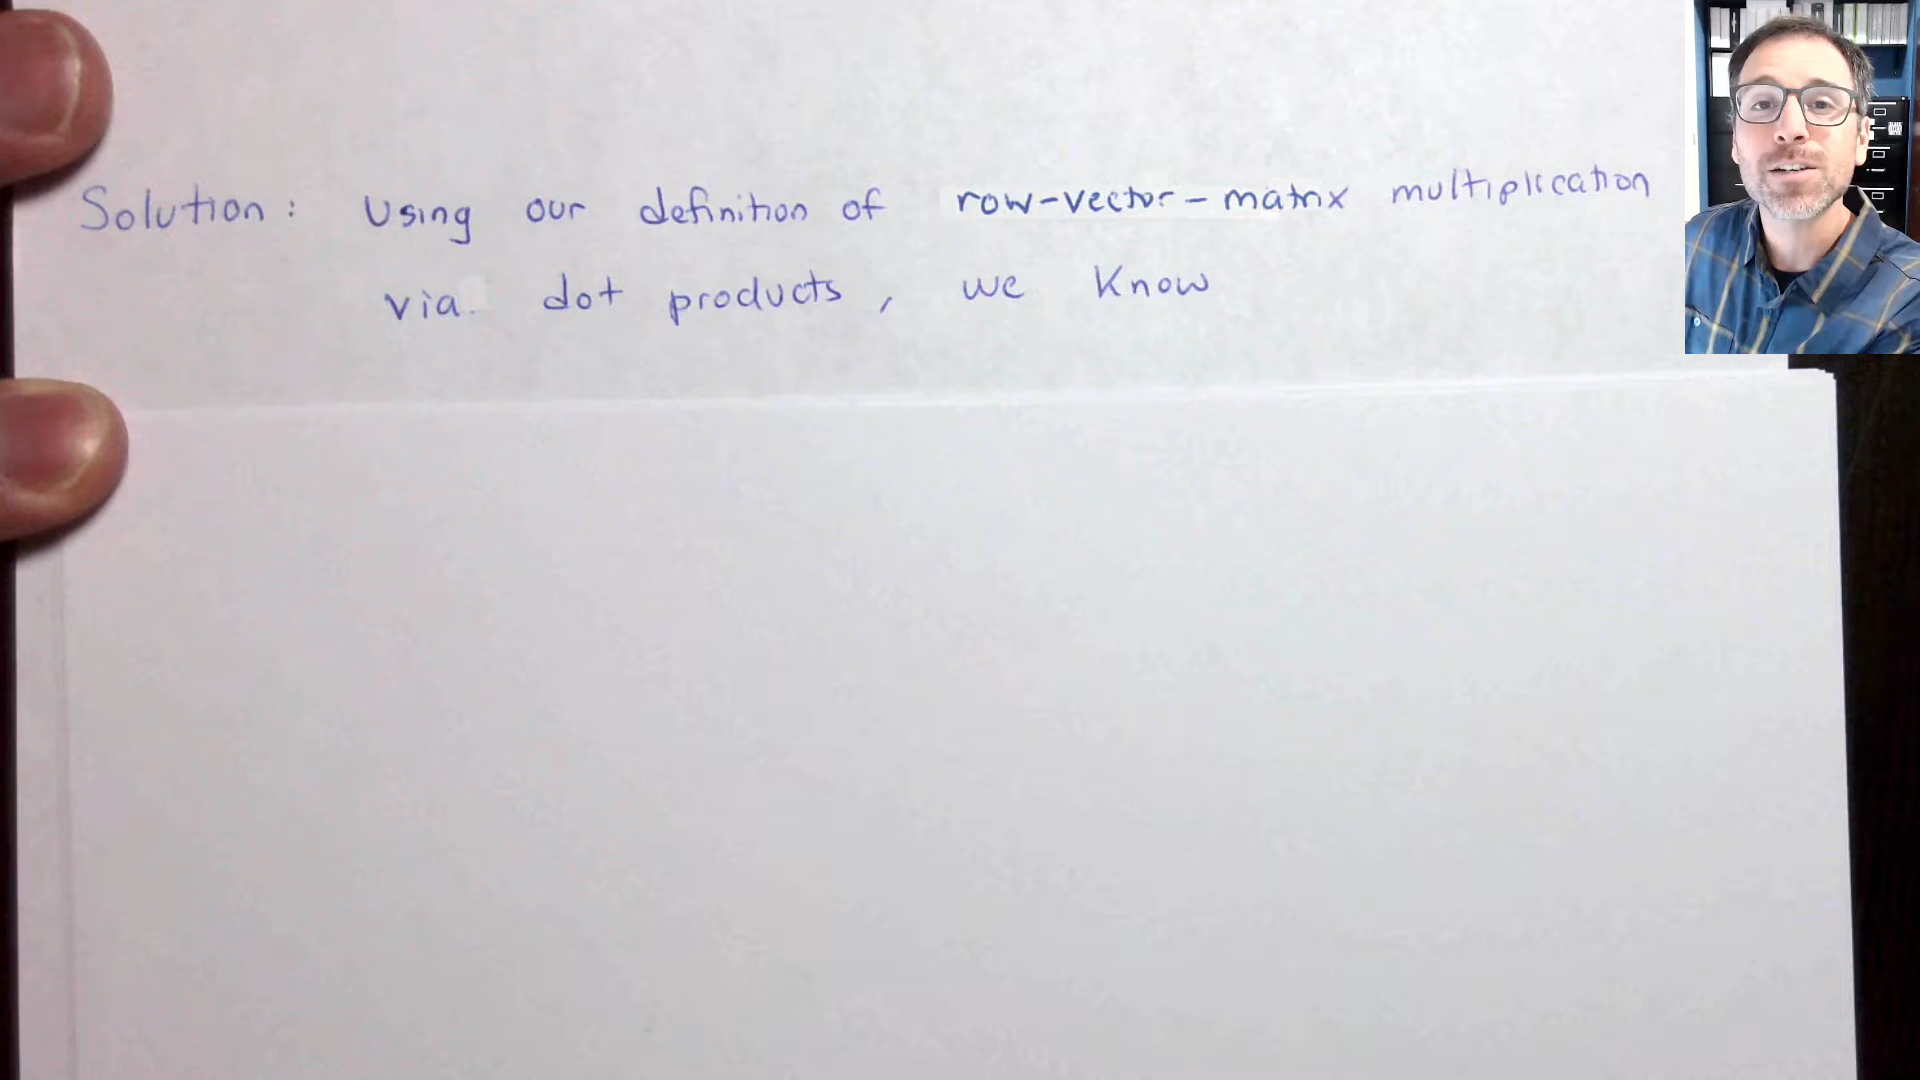 Solution: Using our definition of row-vector-matrix multiplication
via. dot products, we know